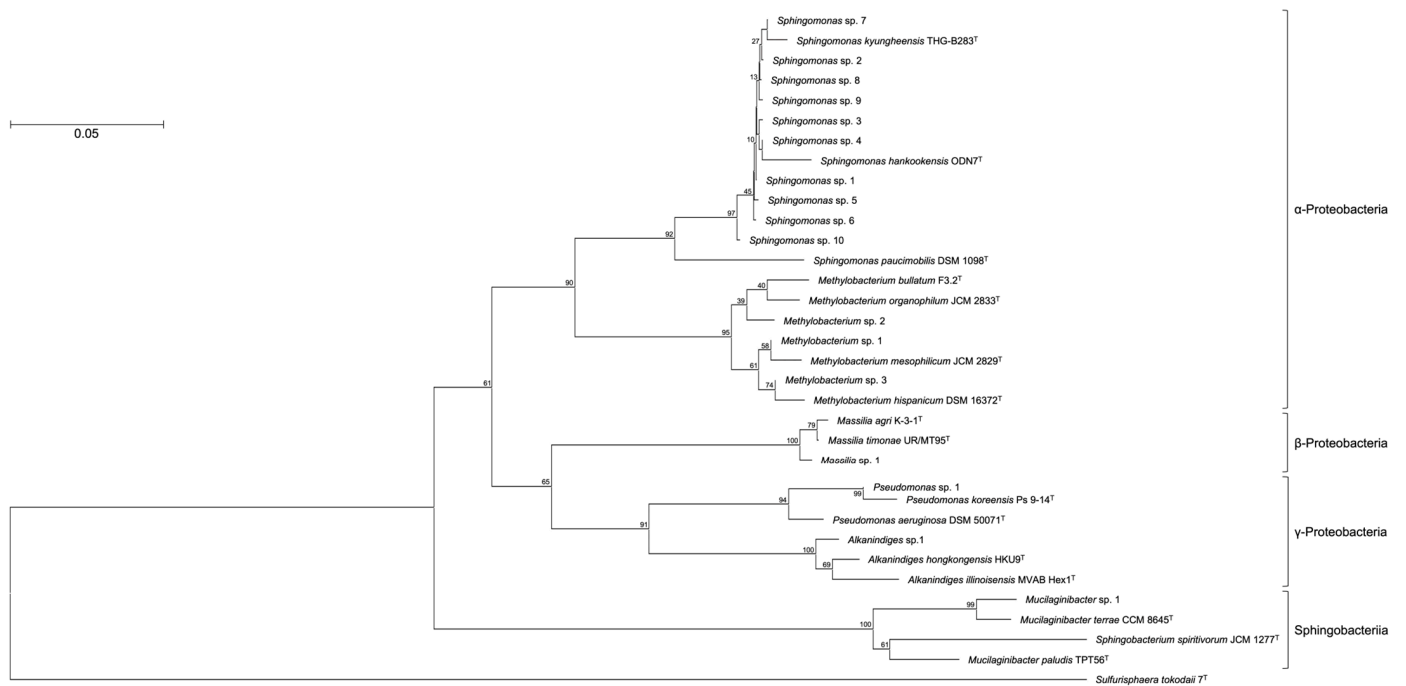 Sphingomonas sp. 7
27
Sphingomonas kyungheensis THG-B283ᵀ
Sphingomonas sp. 2
13
Sphingomonas sp. 8
Sphingomonas sp. 9
Sphingomonas sp. 3
0.05
10
Sphingomonas sp. 4
Sphingomonas hankookensis ODN7ᵀ
Sphingomonas sp. 1
45
Sphingomonas sp. 5
α-Proteobacteria
97
Sphingomonas sp. 6
92
Sphingomonas sp. 10
Sphingomonas paucimobilis DSM 1098ᵀ
90
Methylobacterium bullatum F3.2ᵀ
40
Methylobacterium organophilum JCM 2833ᵀ
39
Methylobacterium sp. 2
95
Methylobacterium sp. 1
58
Methylobacterium mesophilicum JCM 2829ᵀ
61
Methylobacterium sp. 3
61
74
Methylobacterium hispanicum DSM 16372ᵀ
Massilia agri K-3-1ᵀ
79
Massilia timonae UR/MT95ᵀ
100
β-Proteobacteria
Massilia sp. 1
65
Pseudomonas sp. 1
99
Pseudomonas koreensis Ps 9-14ᵀ
94
Pseudomonas aeruginosa DSM 50071ᵀ
91
γ-Proteobacteria
Alkanindiges sp.1
100
Alkanindiges hongkongensis HKU9ᵀ
69
Alkanindiges illinoisensis MVAB Hex1ᵀ
Mucilaginibacter sp. 1
99
Mucilaginibacter terrae CCM 8645ᵀ
100
Sphingobacteriia
Sphingobacterium spiritivorum JCM 1277ᵀ
61
Mucilaginibacter paludis TPT56ᵀ
Sulfurisphaera tokodaii 7ᵀ